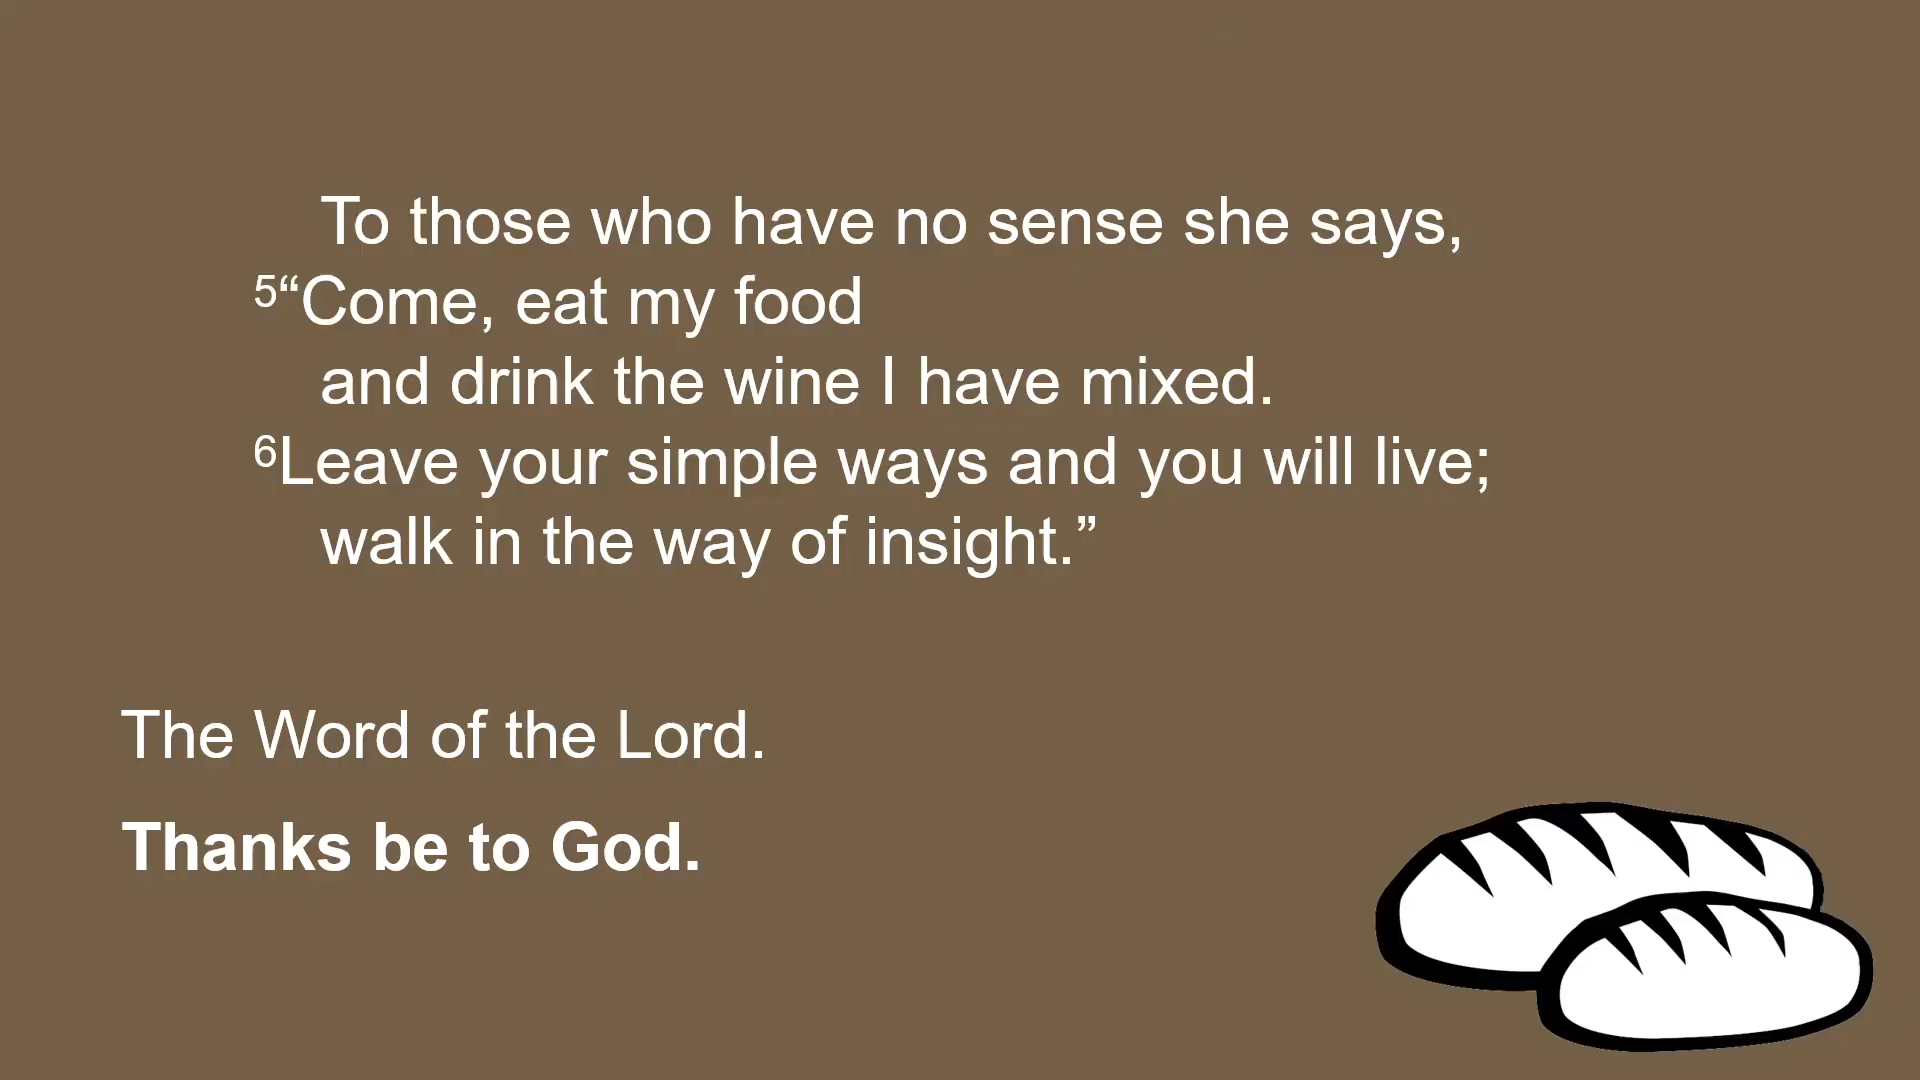 To those who have no sense she says,
5“Come, eat my food
and drink the wine I have mixed.
6Leave your simple ways and you will live;
walk in the way of insight.”
The Word of the Lord.
Thanks be to God.